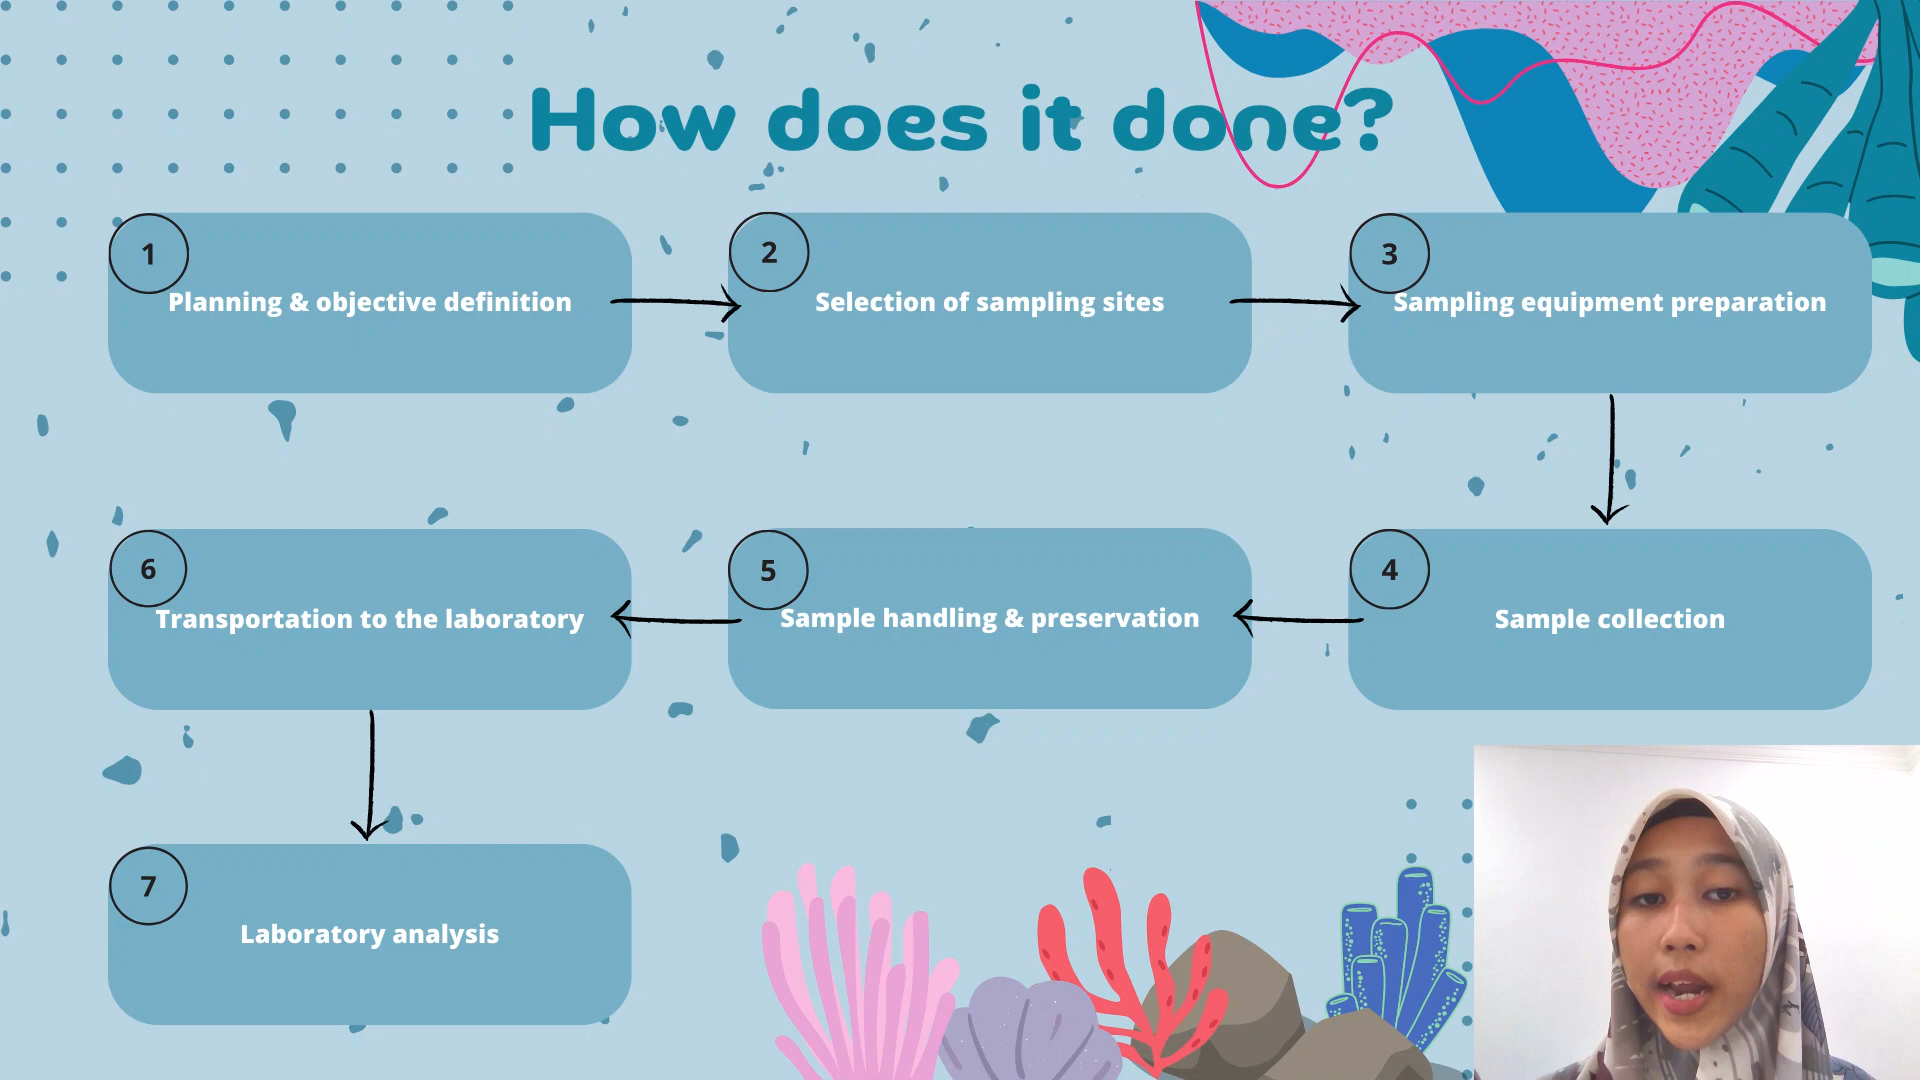 How does it done?
1
Planning & objective definition
2
Selection of sampling sites
3
Sampling equipment preparation
4
Sample collection
5
Sample handling & preservation
6
Transportation to the laboratory
7
Laboratory analysis